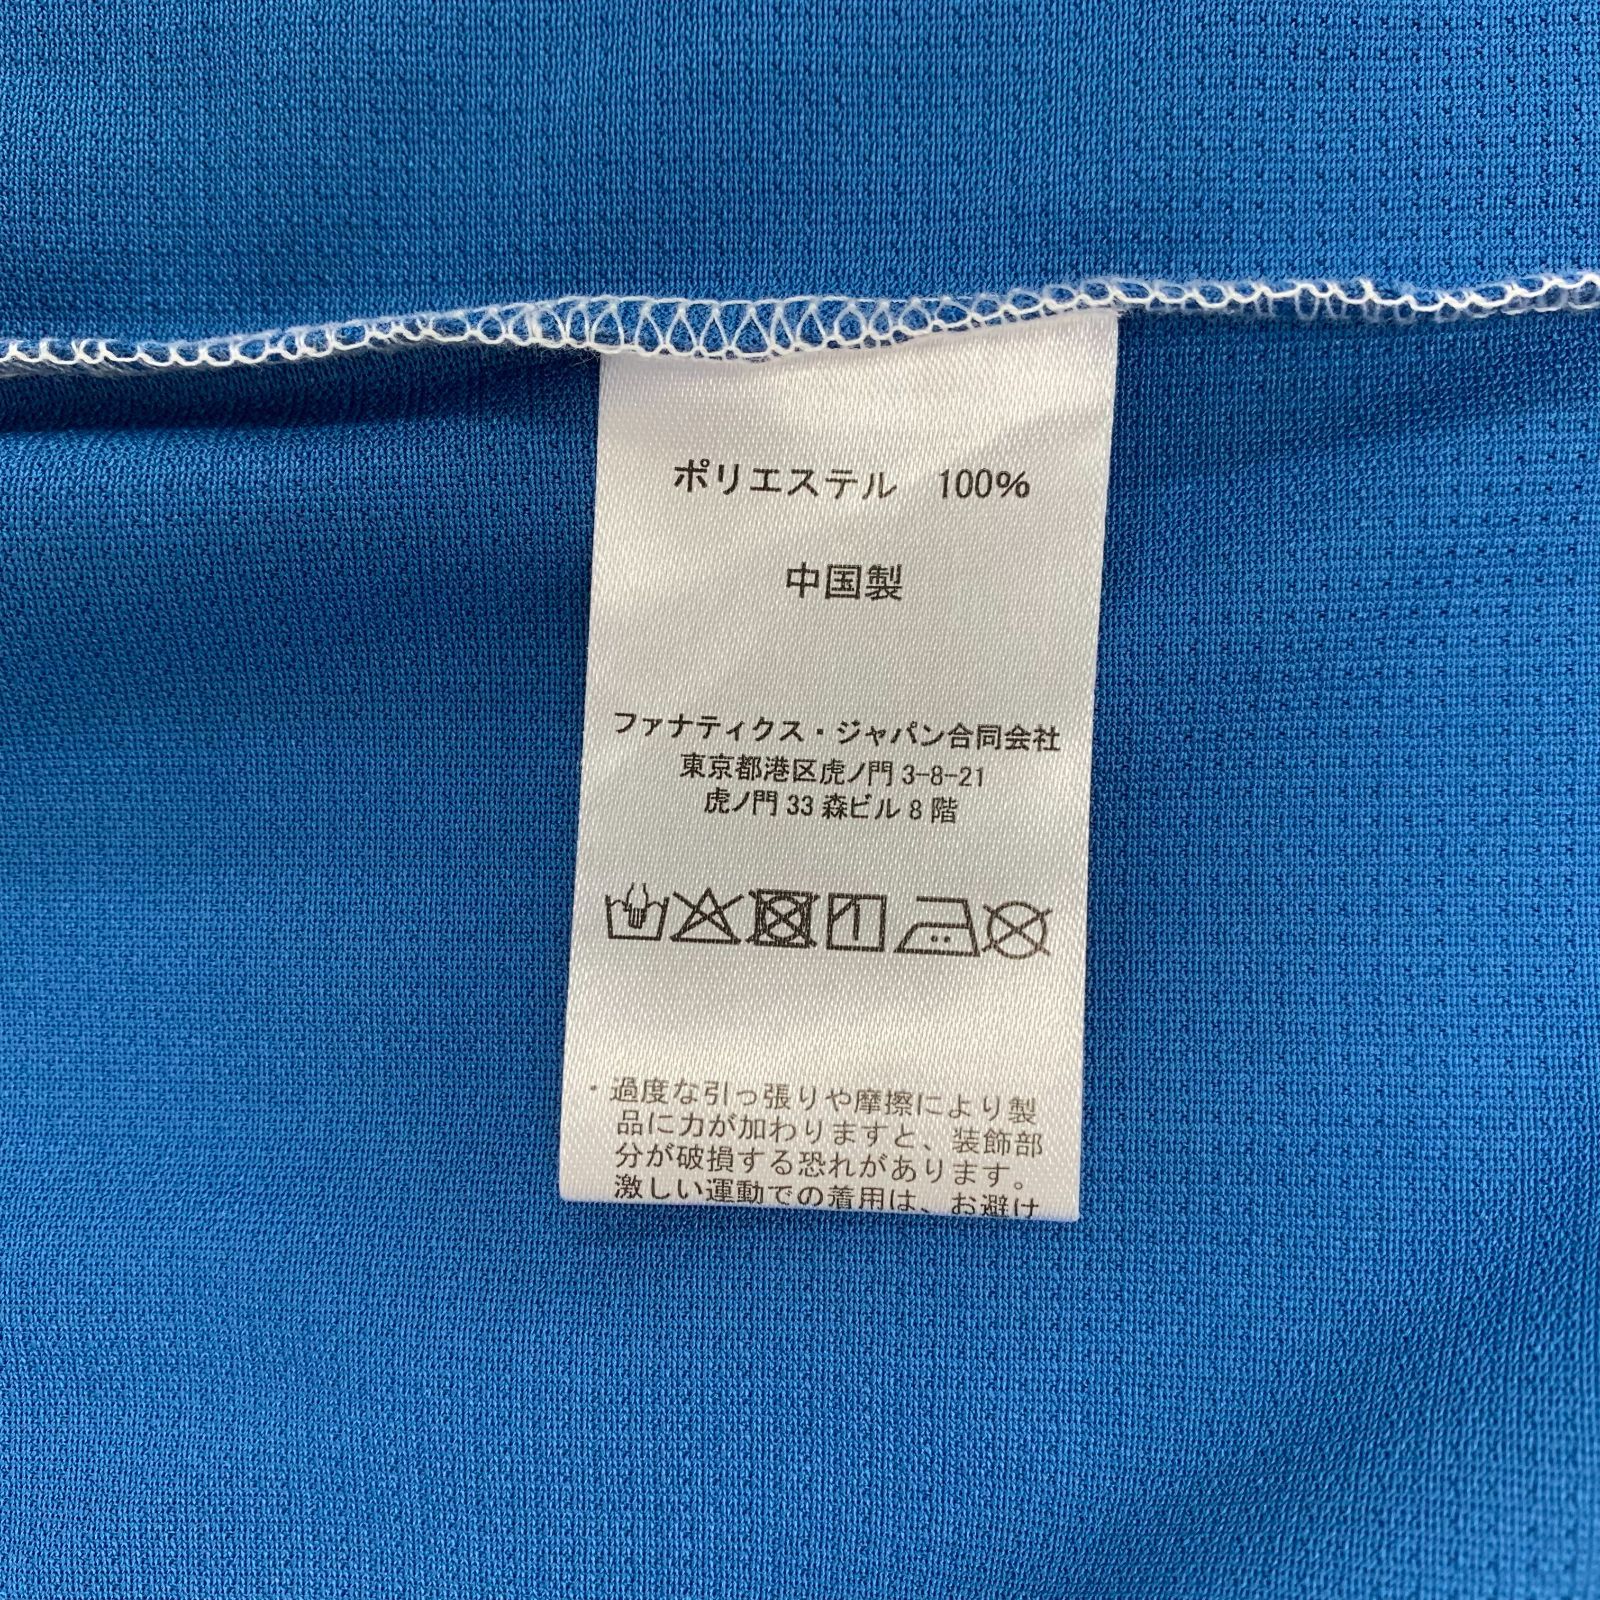 ポリエステル 100%
中国製
ファナティクス・ジャパン合同会社
東京都港区虎ノ門 3-8-21
虎ノ門 33 森ビル 8 階
・過度な引っ張りや摩擦により製
品に力が加わりますと、装飾部
分が破損する恐れがあります。
激しい運動での着用は、お避け